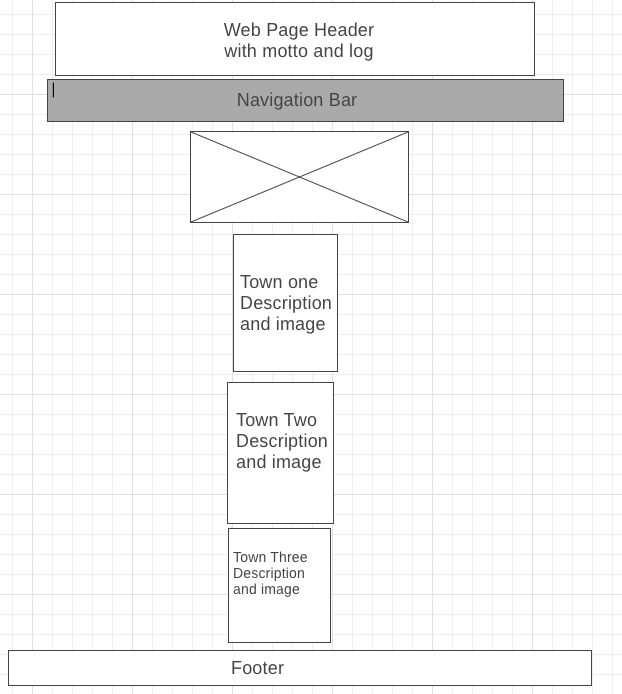 Web Page Header
with motto and log
Navigation Bar
Town one
Description
and image
Town Two
Description
and image
Town Three
Description
and image
Footer